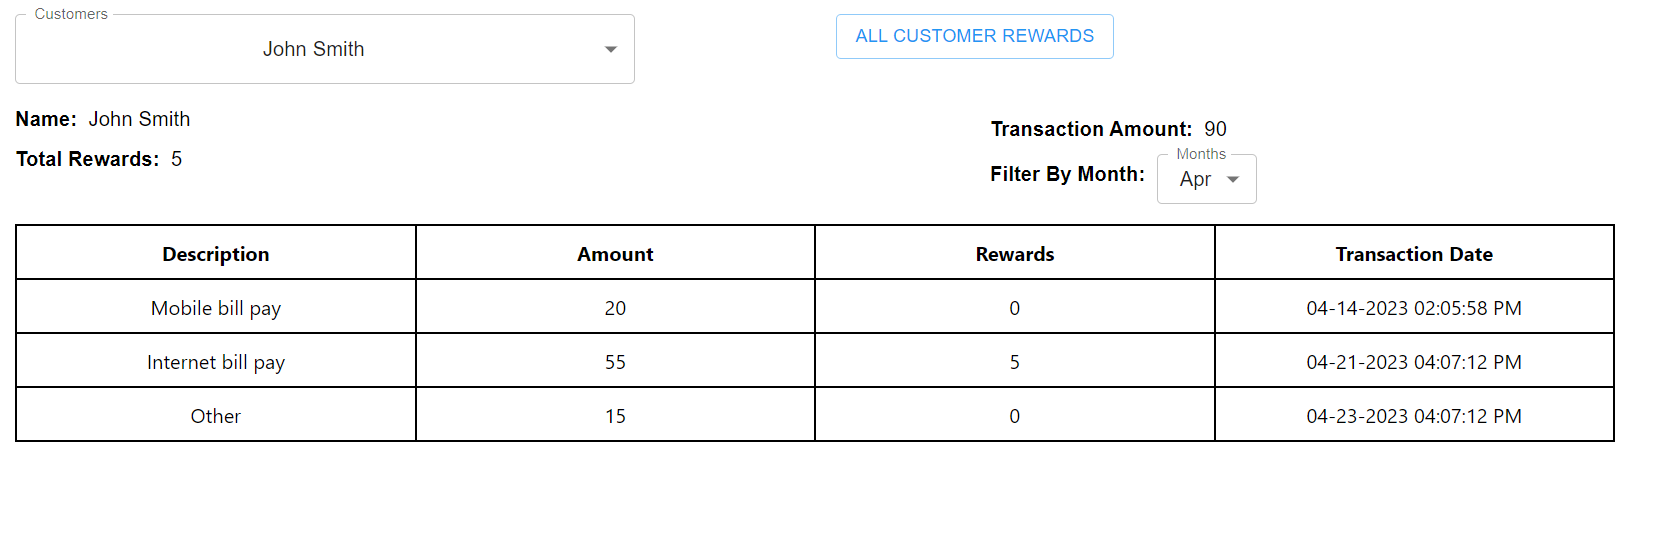 Customers
John Smith
ALL CUSTOMER REWARDS
Name: John Smith
Total Rewards: 5
Transaction Amount: 90
Filter By Month:
Months
Apr
Description Amount Rewards Transaction Date
Mobile bill pay 20 0 04-14-2023 02:05:58 PM
Internet bill pay 55 5 04-21-2023 04:07:12 PM
Other 15 0 04-23-2023 04:07:12 PM